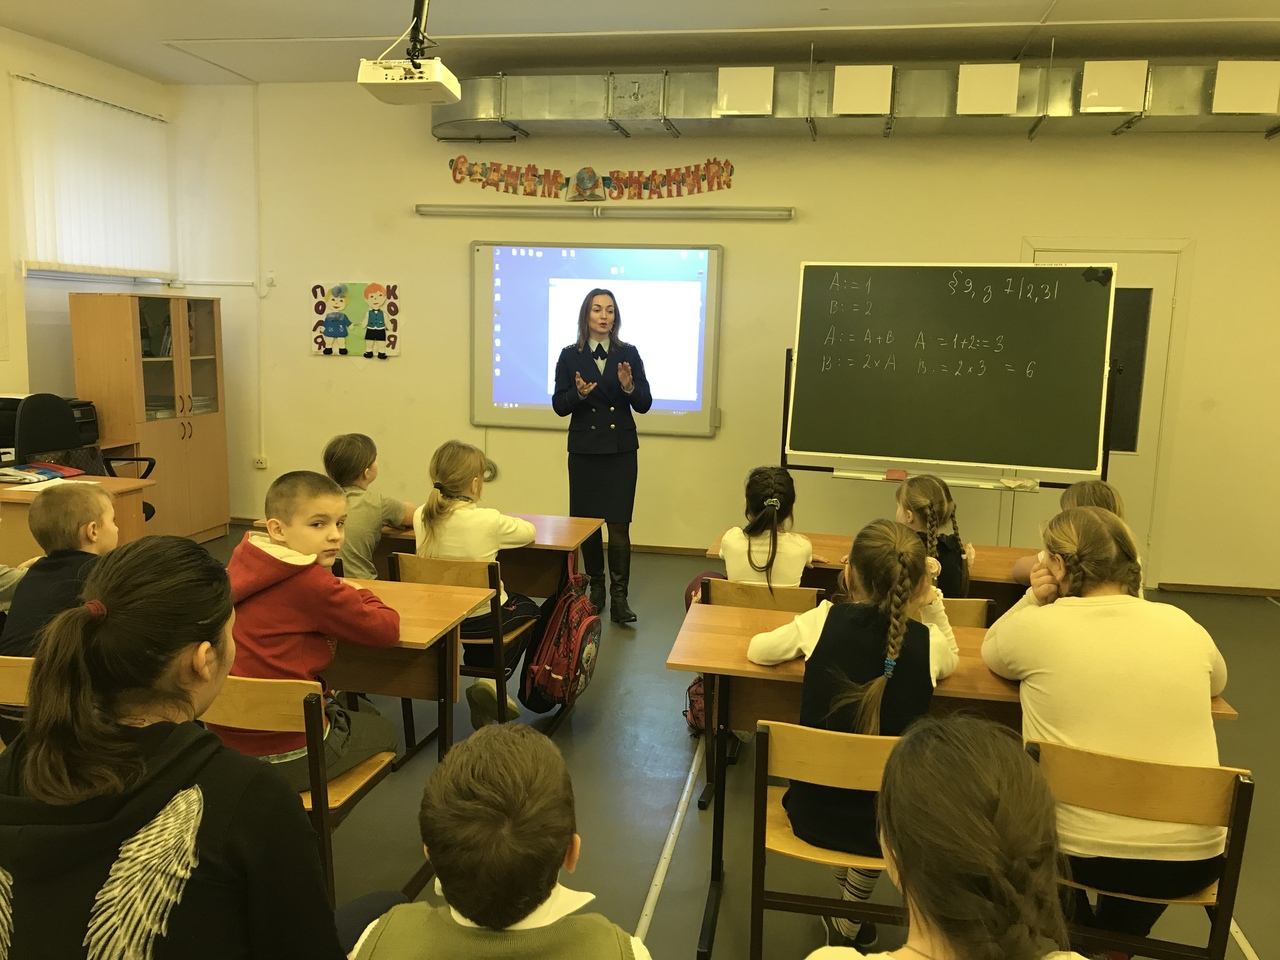 С ДНЁМ ЗНАНИЙ!
ПОЛЯ
КОЛЯ
A:=1
B:=2
A:=A+B A:=1+2:=3
B:=2×A B:=2×3 =6
§9, з 7|2,3|